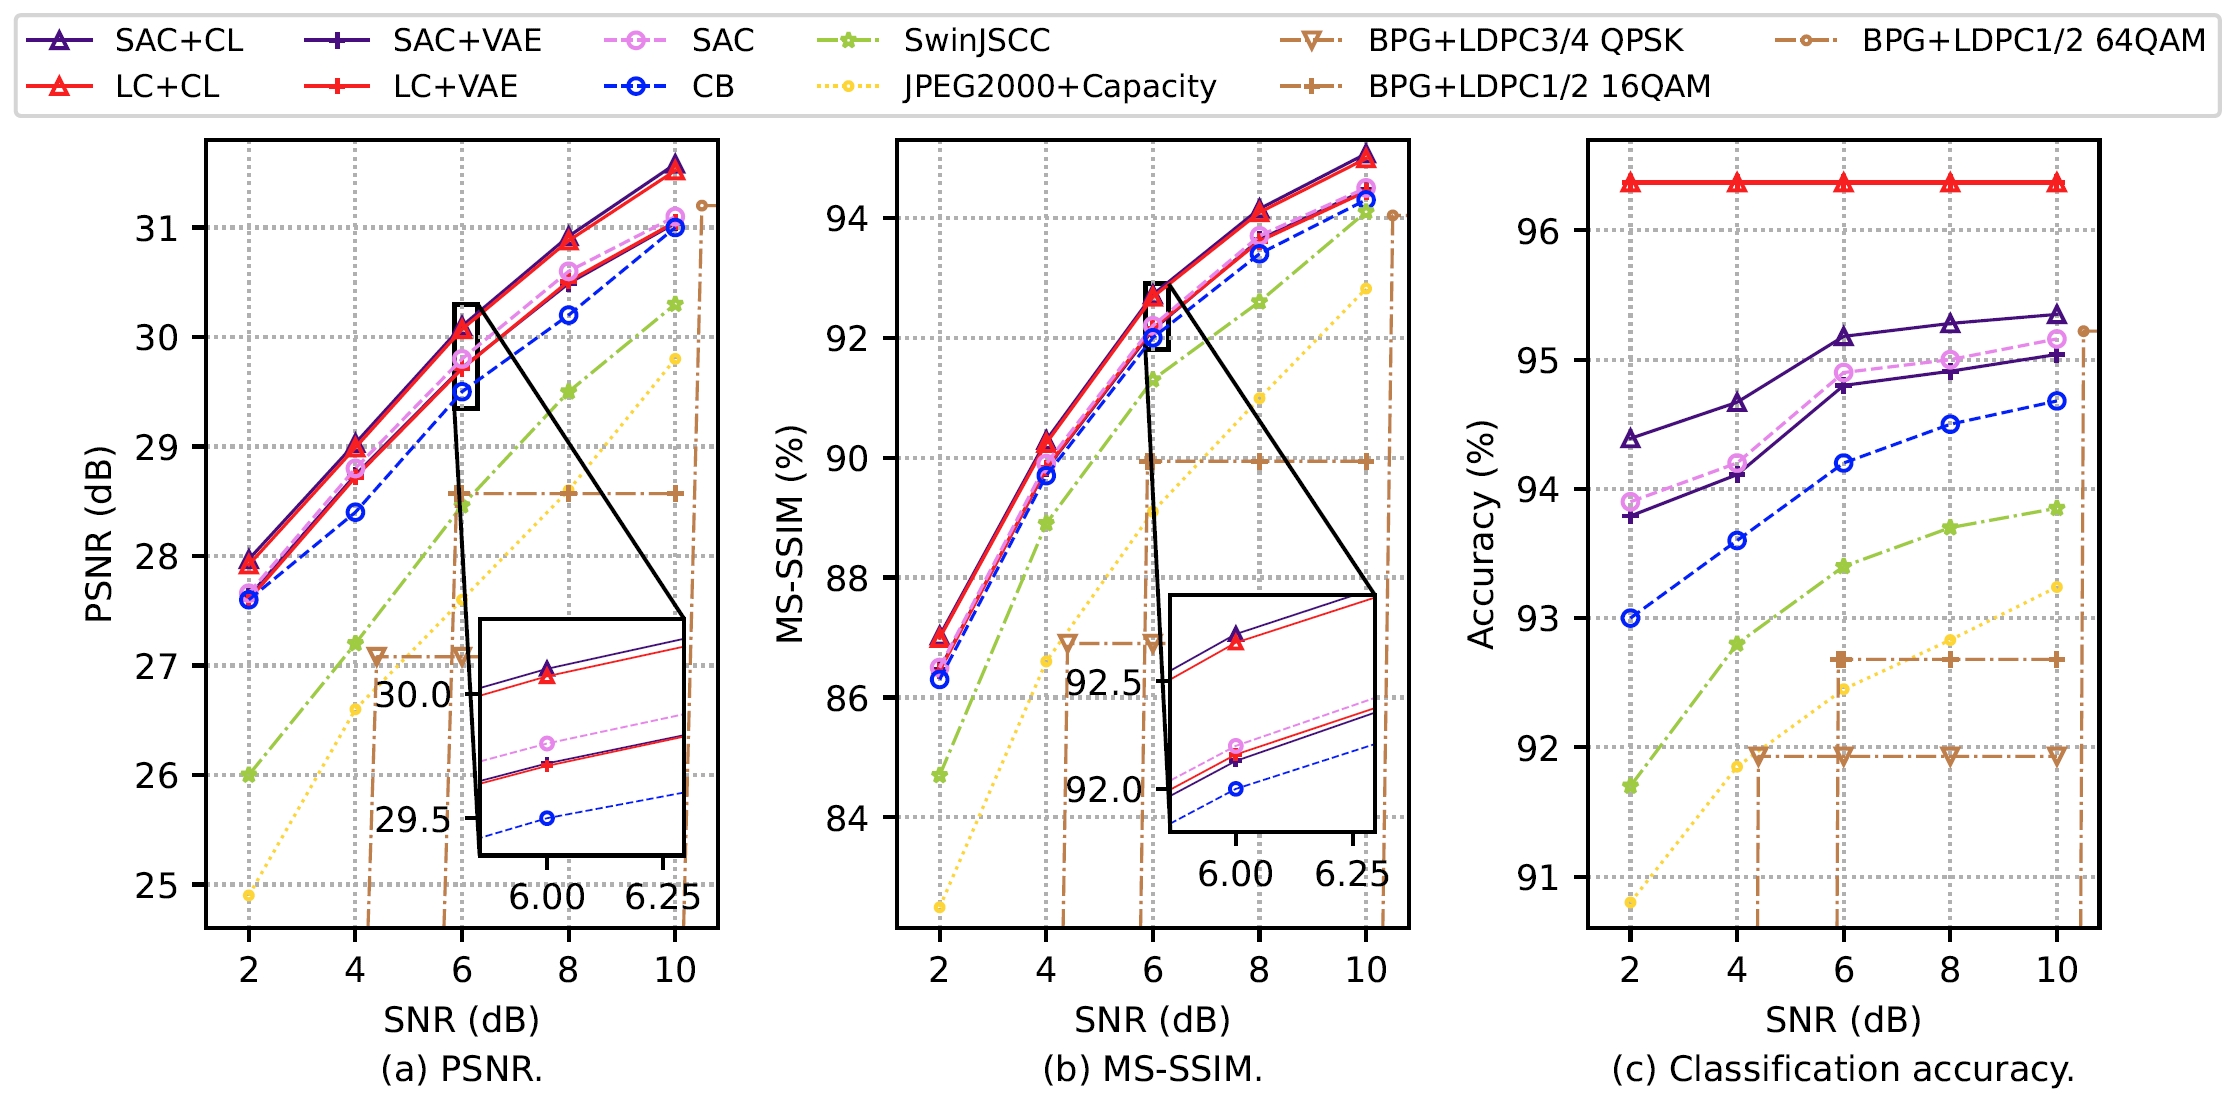 SAC+CL SAC+VAE SAC SwinJSCC BPG+LDPC3/4 QPSK BPG+LDPC1/2 64QAM
LC+CL LC+VAE CB JPEG2000+Capacity BPG+LDPC1/2 16QAM
PSNR (dB)
31
30
29
28
27
26
25
30.0
29.5
6.00 6.25
2 4 6 8 10
SNR (dB)
(a) PSNR.
MS-SSIM (%)
94
92
90
88
86
84
92.5
92.0
6.00 6.25
2 4 6 8 10
SNR (dB)
(b) MS-SSIM.
Accuracy (%)
96
95
94
93
92
91
2 4 6 8 10
SNR (dB)
(c) Classification accuracy.